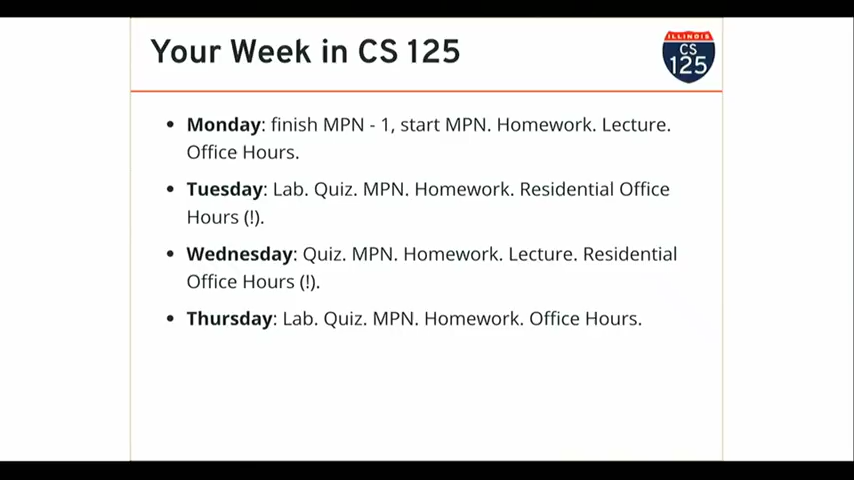 Your Week in CS 125
ILLINOIS
CS
125
• Monday: finish MPN - 1, start MPN. Homework. Lecture.
Office Hours.
• Tuesday: Lab. Quiz. MPN. Homework. Residential Office
Hours (!).
• Wednesday: Quiz. MPN. Homework. Lecture. Residential
Office Hours (!).
• Thursday: Lab. Quiz. MPN. Homework. Office Hours.